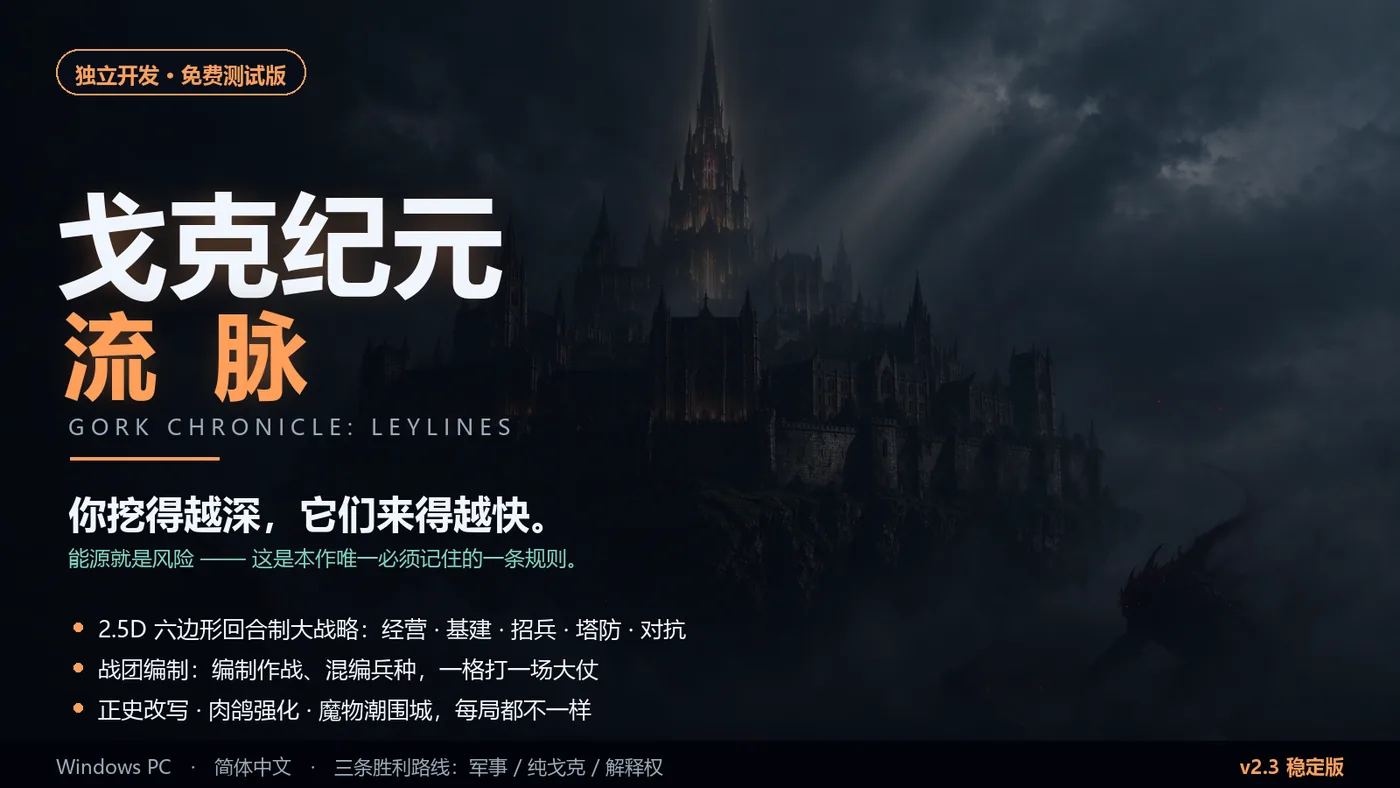 独立开发·免费测试版
戈克纪元
流 脉
GORK CHRONICLE: LEYLINES
你挖得越深，它们来得越快。
能源就是风险 —— 这是本作唯一必须记住的一条规则。
2.5D 六边形回合制大战略：经营 · 基建 · 招兵 · 塔防 · 对抗
战团编制：编制作战、混编兵种，一格打一场大仗
正史改写 · 肉鸽强化 · 魔物潮围城，每局都不一样
Windows PC · 简体中文 · 三条胜利路线：军事 / 纯戈克 / 解释权
v2.3 稳定版